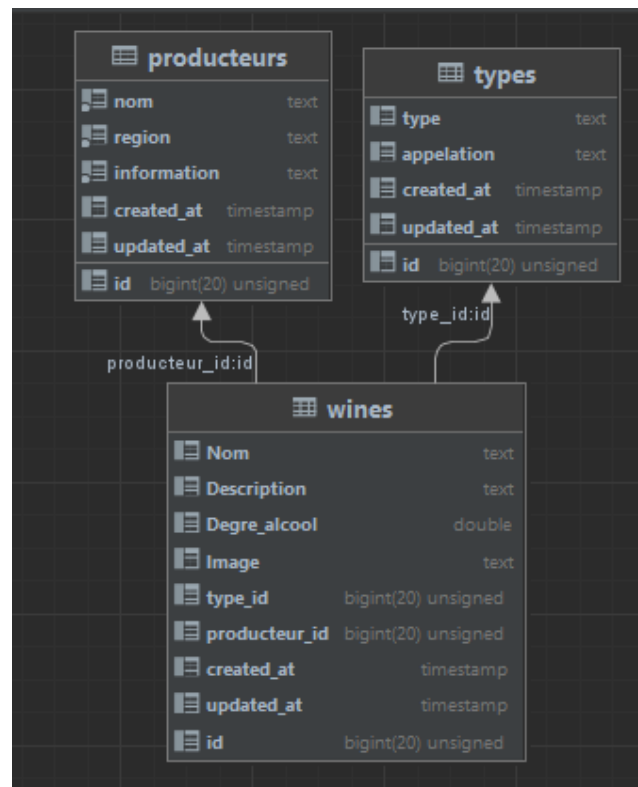 producteurs
nom text
region text
information text
created_at timestamp
updated_at timestamp
id bigint(20) unsigned
types
type text
appelation text
created_at timestamp
updated_at timestamp
id bigint(20) unsigned
producteur_id:id
type_id:id
wines
Nom text
Description text
Degre_alcool double
Image text
type_id bigint(20) unsigned
producteur_id bigint(20) unsigned
created_at timestamp
updated_at timestamp
id bigint(20) unsigned